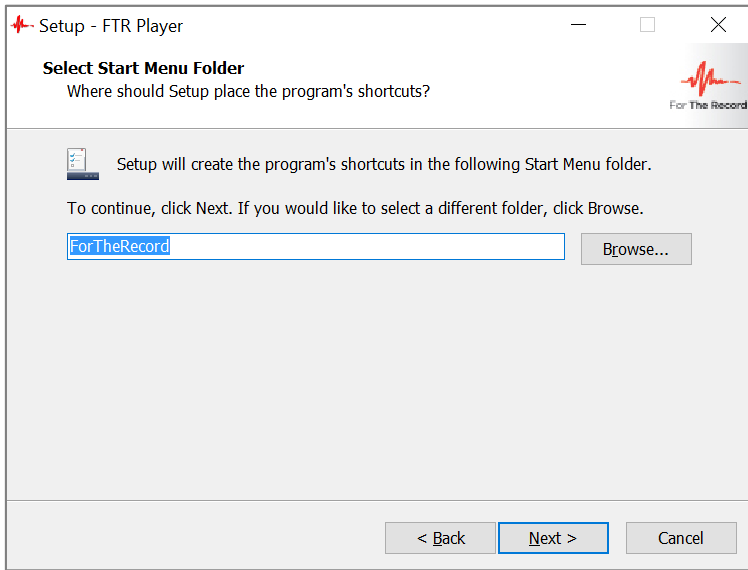 Setup - FTR Player
Select Start Menu Folder
Where should Setup place the program's shortcuts?
For The Record
Setup will create the program's shortcuts in the following Start Menu folder.
To continue, click Next. If you would like to select a different folder, click Browse.
ForTheRecord
Browse...
< Back
Next >
Cancel